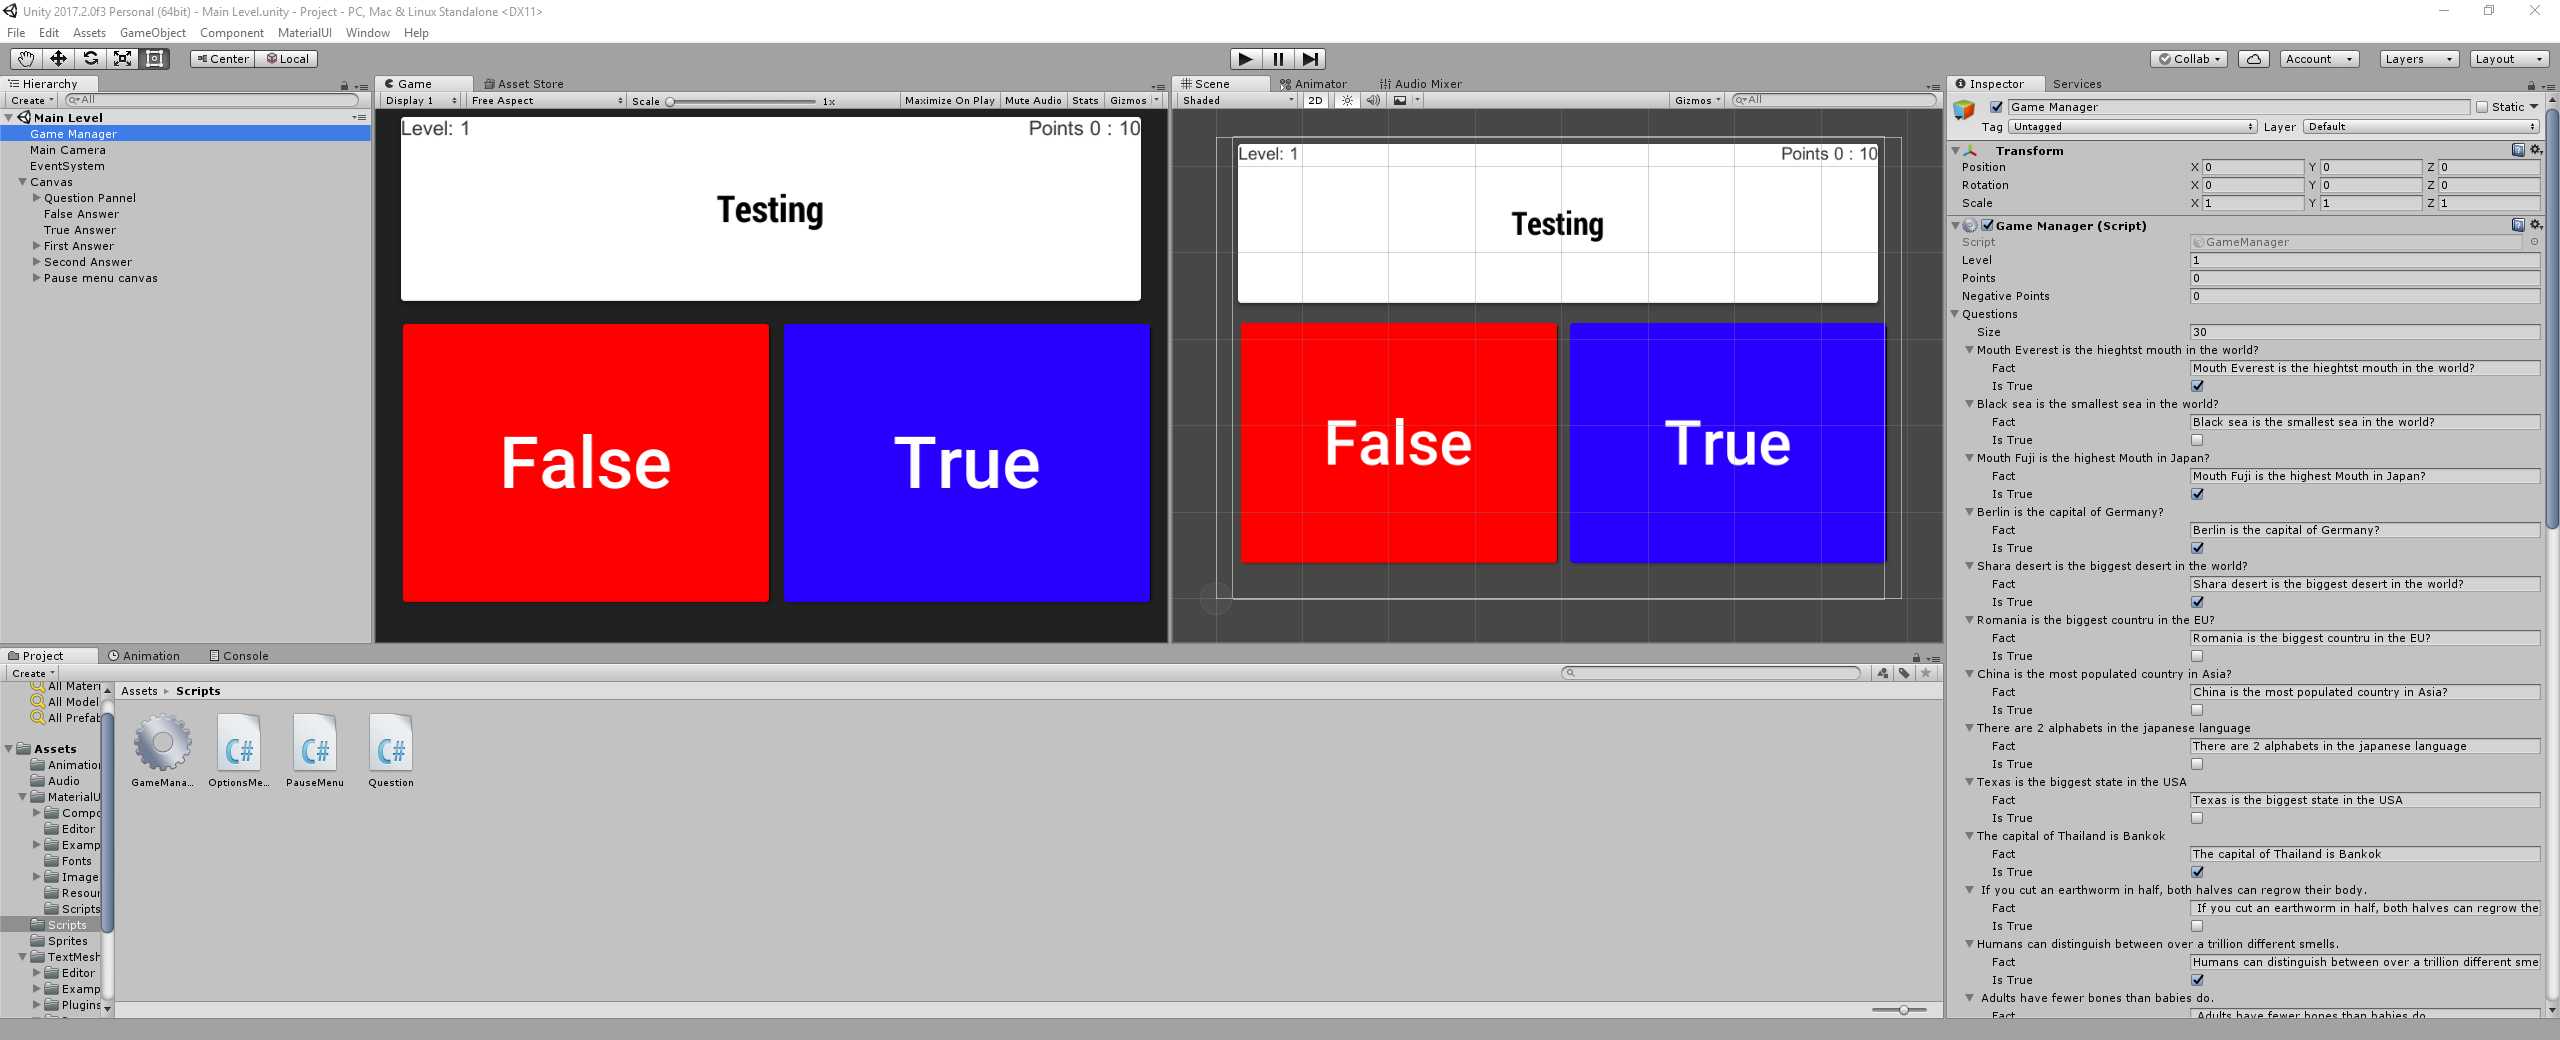 Unity 2017.2.0f3 Personal (64bit) - Main Level.unity - Project - PC, Mac & Linux Standalone <DX11>
File Edit Assets GameObject Component MaterialUI Window Help
Center Local
Collab Account Layers Layout
Hierarchy
Create All
Main Level
Game Manager
Main Camera
EventSystem
Canvas
Question Pannel
False Answer
True Answer
First Answer
Second Answer
Pause menu canvas
Game Asset Store
Display 1 Free Aspect Scale 1x Maximize On Play Mute Audio Stats Gizmos
Level: 1 Points 0 : 10
Testing
False True
Scene Animator Audio Mixer
Shaded 2D Gizmos All
Level: 1 Points 0 : 10
Testing
False True
Project Animation Console
Create
All Materi
All Model
All Prefab
Assets
Animation
Audio
MaterialU
Compo
Editor
Examp
Fonts
Image
Resour
Scripts
Scripts
Sprites
TextMesh
Editor
Examp
Plugins
Assets Scripts
GameMana... OptionsMe... PauseMenu Question
C# C# C#
Inspector Services
Game Manager Static
Tag Untagged Layer Default
Transform
Position X 0 Y 0 Z 0
Rotation X 0 Y 0 Z 0
Scale X 1 Y 1 Z 1
Game Manager (Script)
Script GameManager
Level 1
Points 0
Negative Points 0
Questions
Size 30
Mouth Everest is the hieghtst mouth in the world?
Fact Mouth Everest is the hieghtst mouth in the world?
Is True
Black sea is the smallest sea in the world?
Fact Black sea is the smallest sea in the world?
Is True
Mouth Fuji is the highest Mouth in Japan?
Fact Mouth Fuji is the highest Mouth in Japan?
Is True
Berlin is the capital of Germany?
Fact Berlin is the capital of Germany?
Is True
Shara desert is the biggest desert in the world?
Fact Shara desert is the biggest desert in the world?
Is True
Romania is the biggest countru in the EU?
Fact Romania is the biggest countru in the EU?
Is True
China is the most populated country in Asia?
Fact China is the most populated country in Asia?
Is True
There are 2 alphabets in the japanese language
Fact There are 2 alphabets in the japanese language
Is True
Texas is the biggest state in the USA
Fact Texas is the biggest state in the USA
Is True
The capital of Thailand is Bankok
Fact The capital of Thailand is Bankok
Is True
If you cut an earthworm in half, both halves can regrow their body.
Fact If you cut an earthworm in half, both halves can regrow the
Is True
Humans can distinguish between over a trillion different smells.
Fact Humans can distinguish between over a trillion different sme
Is True
Adults have fewer bones than babies do.
Fact Adults have fewer bones than babies do.